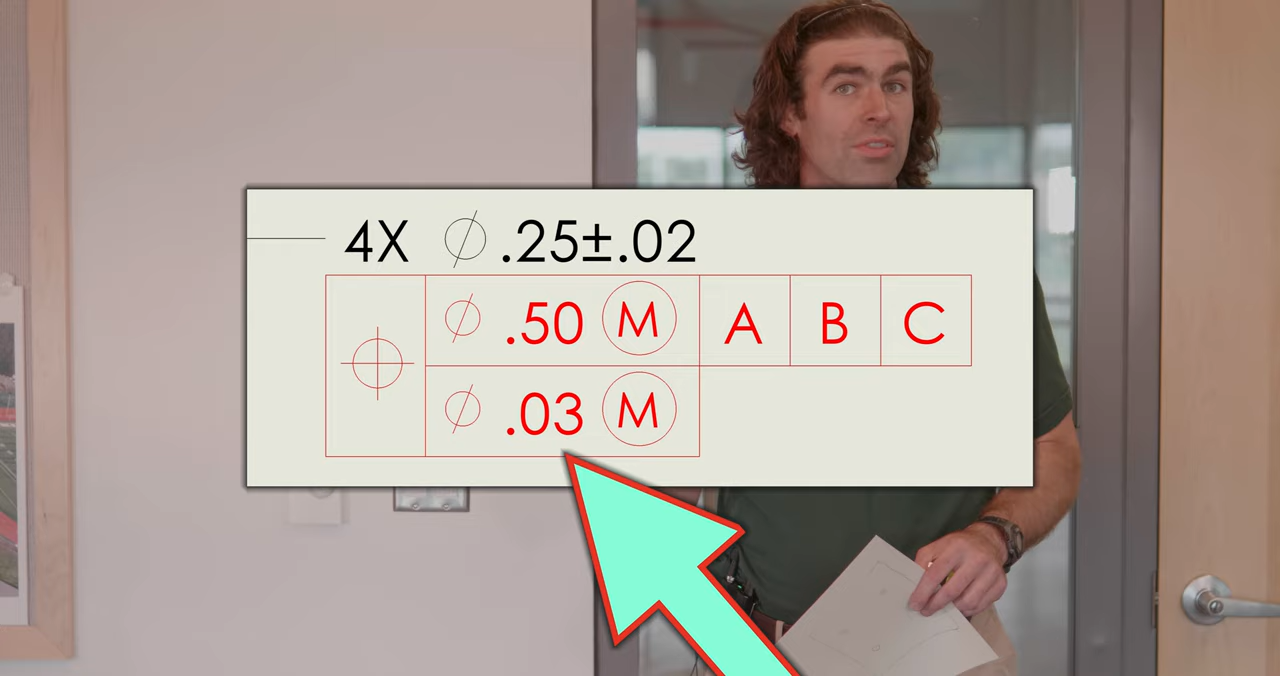 4X ⌀ .25±.02
⌀ .50 Ⓜ A B C
⌀ .03 Ⓜ